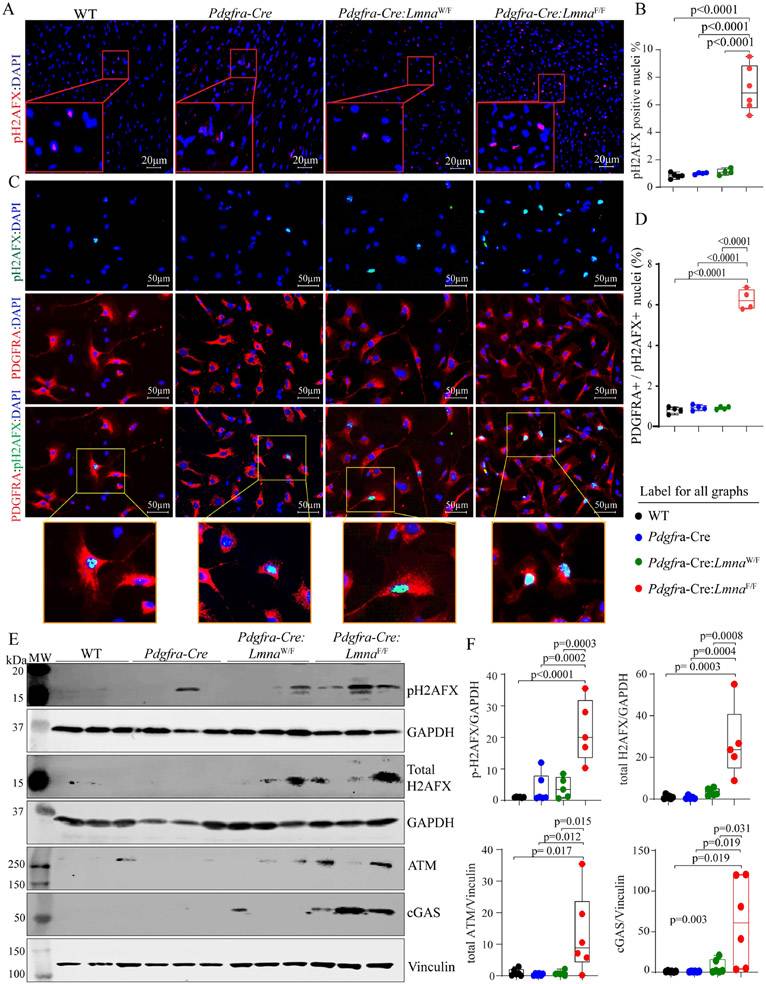 A
WT
Pdgfra-Cre
Pdgfra-Cre:LmnaW/F
Pdgfra-Cre:LmnaF/F
pH2AFX:DAPI
20μm
20μm
20μm
20μm
B
p<0.0001
p<0.0001
p<0.0001
pH2AFX positive nuclei %
10
8
6
4
2
0
C
pH2AFX:DAPI
50μm
50μm
50μm
50μm
PDGFRA:DAPI
50μm
50μm
50μm
50μm
PDGFRA:pH2AFX:DAPI
50μm
50μm
50μm
50μm
D
<0.0001
<0.0001
p<0.0001
PDGFRA+ / pH2AFX+ nuclei (%)
8
6
4
2
0
Label for all graphs
WT
Pdgfra-Cre
Pdgfra-Cre:LmnaW/F
Pdgfra-Cre:LmnaF/F
E
kDa
MW
WT
Pdgfra-Cre
Pdgfra-Cre:
LmnaW/F
Pdgfra-Cre:
LmnaF/F
20
15
pH2AFX
37
GAPDH
15
Total
H2AFX
37
GAPDH
250
150
ATM
50
cGAS
150
100
Vinculin
F
p=0.0003
p=0.0002
p<0.0001
p-H2AFX/GAPDH
40
30
20
10
0
p=0.0008
p=0.0004
p= 0.0003
total H2AFX/GAPDH
60
40
20
0
p=0.015
p=0.012
p= 0.017
total ATM/Vinculin
40
30
20
10
0
p=0.031
p=0.019
p=0.019
p=0.003
cGAS/Vinculin
150
100
50
0